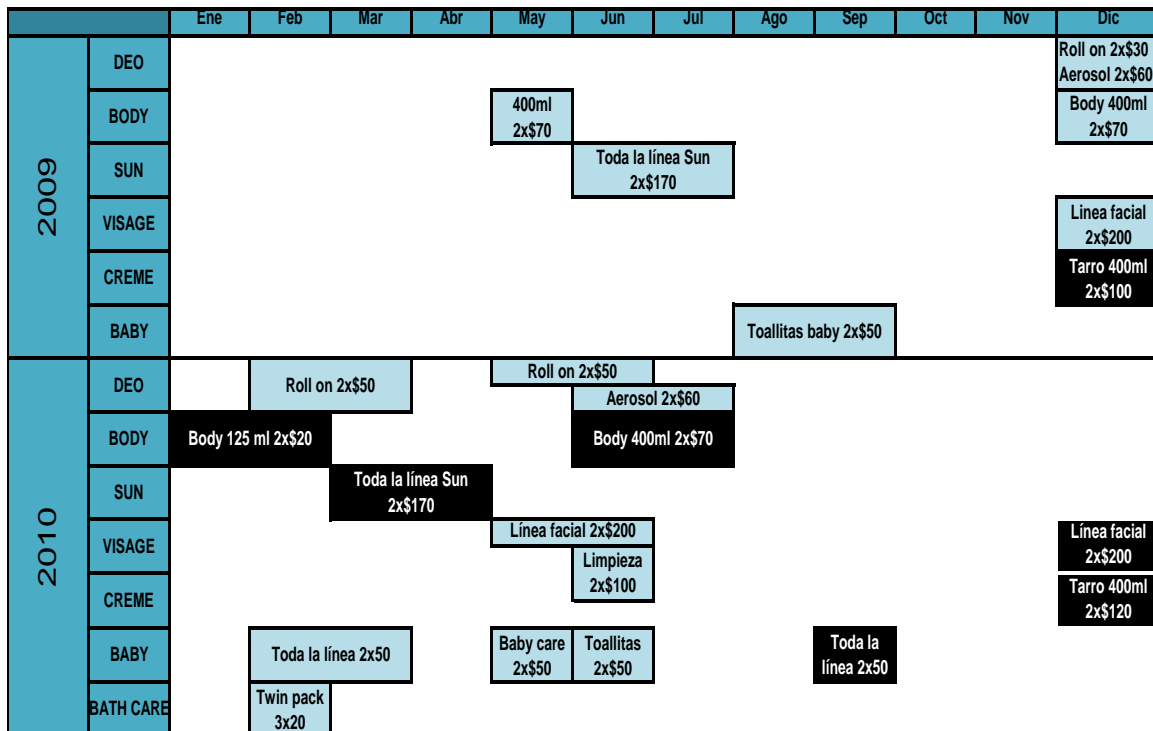 Ene Feb Mar Abr May Jun Jul Ago Sep Oct Nov Dic
2009
DEO
Roll on 2x$30
Aerosol 2x$60
BODY
400ml
2x$70
Body 400ml
2x$70
SUN
Toda la línea Sun
2x$170
VISAGE
Linea facial
2x$200
CREME
Tarro 400ml
2x$100
BABY
Toallitas baby 2x$50
2010
DEO
Roll on 2x$50
Roll on 2x$50
Aerosol 2x$60
BODY
Body 125 ml 2x$20
Body 400ml 2x$70
SUN
Toda la línea Sun
2x$170
VISAGE
Línea facial 2x$200
Limpieza
2x$100
Línea facial
2x$200
CREME
Tarro 400ml
2x$120
BABY
Toda la línea 2x50
Baby care
2x$50
Toallitas
2x$50
Toda la
línea 2x50
BATH CARE
Twin pack
3x20